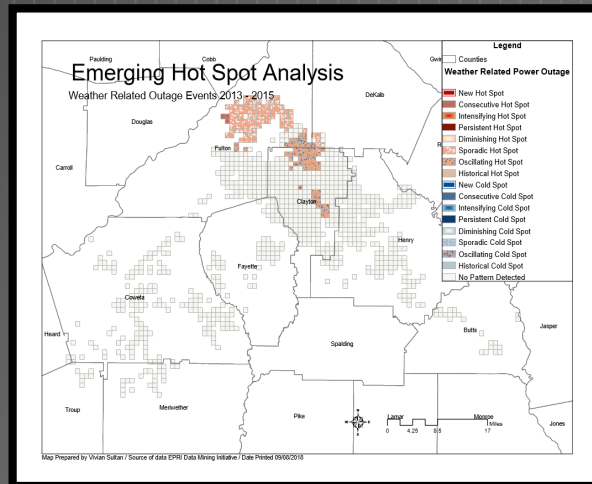 Emerging Hot Spot Analysis
Weather Related Outage Events 2013 - 2015
Paulding
Cobb
Gwi
DeKalb
Douglas
Fulton
R
Carroll
Clayton
Henry
Fayette
Coweta
Heard
Spalding
Butts
Jasper
Troup
Meriwether
Pike
Lamar
Monroe
Jones
Legend
Counties
Weather Related Power Outage
New Hot Spot
Consecutive Hot Spot
Intensifying Hot Spot
Persistent Hot Spot
Diminishing Hot Spot
Sporadic Hot Spot
Oscillating Hot Spot
Historical Hot Spot
New Cold Spot
Consecutive Cold Spot
Intensifying Cold Spot
Persistent Cold Spot
Diminishing Cold Spot
Sporadic Cold Spot
Oscillating Cold Spot
Historical Cold Spot
No Pattern Detected
0 4.25 8.5 17 Miles
Map Prepared by Vivian Sultan / Source of data EPRI Data Mining Initiative / Date Printed 09/08/2018